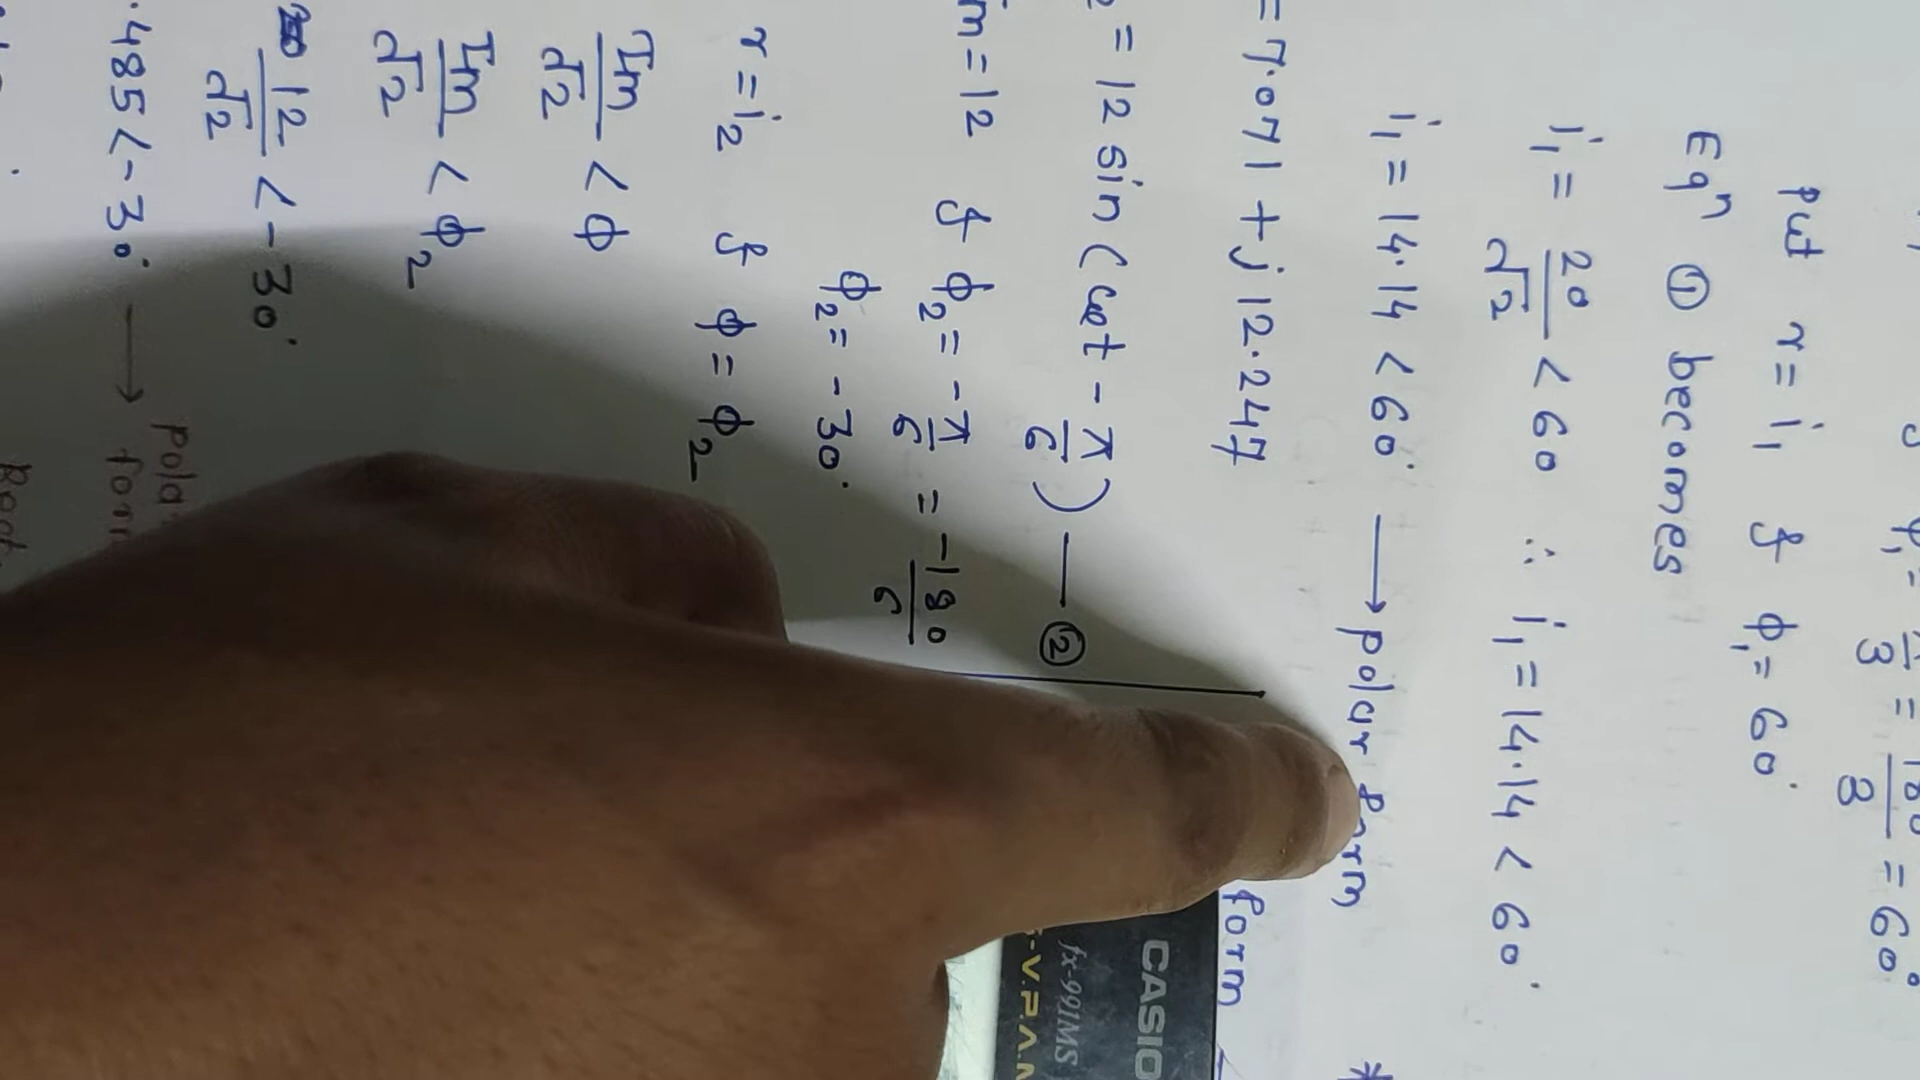 = π/3 = 180/3 = 60°
put r = i₁ & ϕ₁ = 60°
Eqⁿ ① becomes
i₁ = 20/√2 < 60 ∴ i₁ = 14.14 < 60°
i₁ = 14.14 < 60° → polar form
= 7.071 + j 12.247 form
= 12 sin (ωt - π/6) — ②
m = 12 & ϕ₂ = -π/6 = -180/6
ϕ₂ = -30°
r = i₂ & ϕ = ϕ₂
Im/√2 < ϕ
Im/√2 < ϕ₂
12/√2 < -30°
.485 < -30° → pola
form
Rect
CASIO
fx-991MS
-V.P.A.M